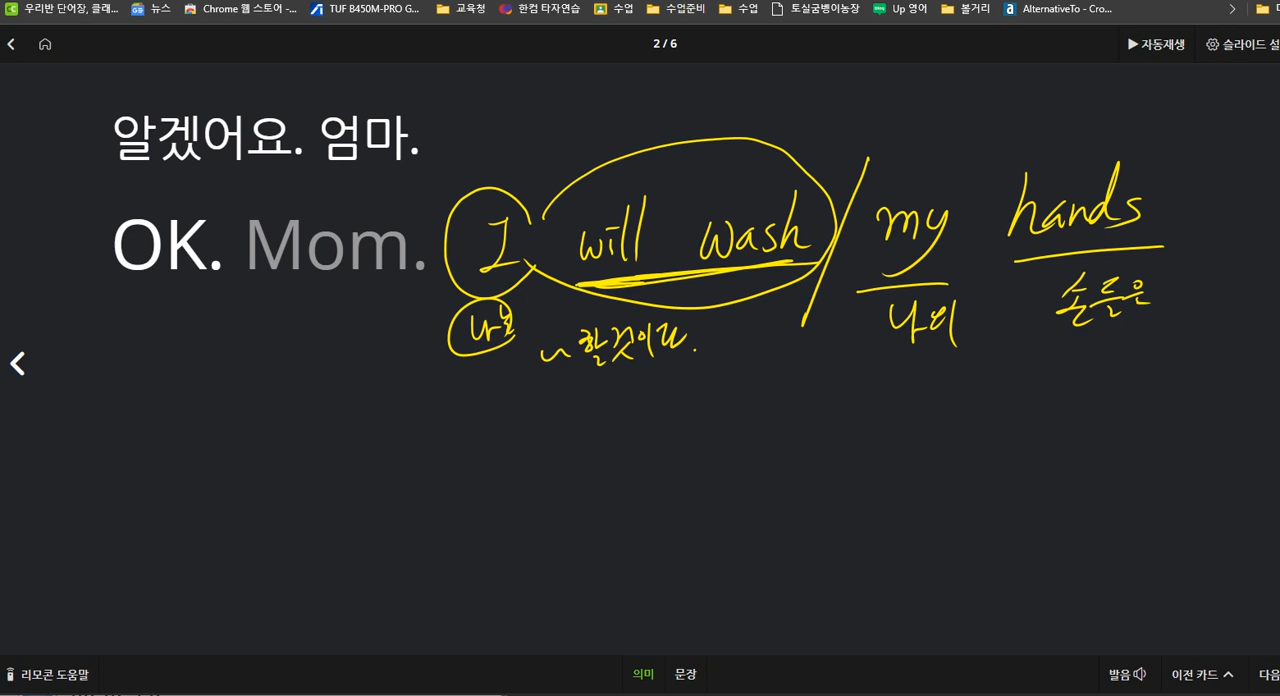 우리반 단어장, 클래... 뉴스 Chrome 웹 스토어 -... TUF B450M-PRO G... 교육청 한컴 타자연습 수업 수업준비 수업 토실굼벵이농장 Up 영어 볼거리 AlternativeTo - Cro...
2 / 6 자동재생 슬라이드 설
알겠어요. 엄마.
OK. Mom. I will wash / my hands
나는 ~할것이다. 나의 손들은
리모콘 도움말 의미 문장 발음 이전 카드 다음